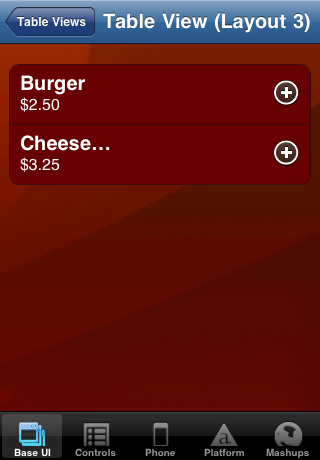 Table Views
Table View (Layout 3)
Burger
$2.50
Cheese...
$3.25
Base UI
Controls
Phone
Platform
Mashups